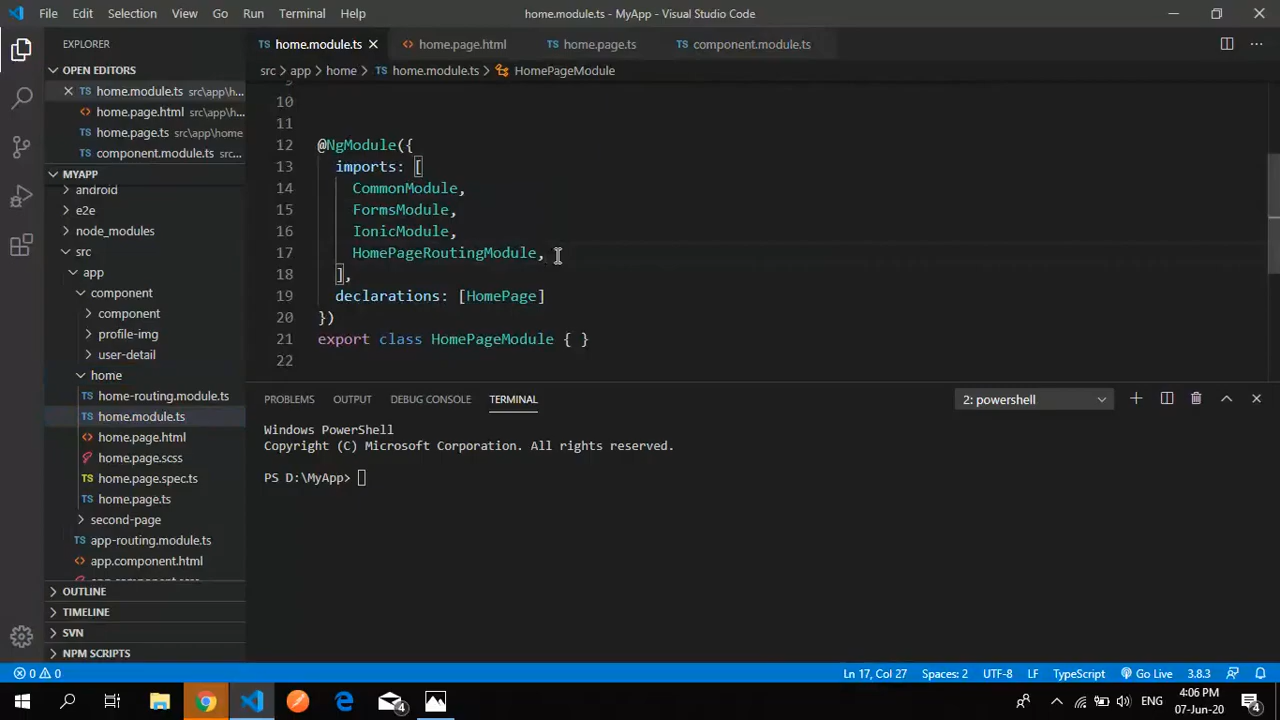 File Edit Selection View Go Run Terminal Help
home.module.ts - MyApp - Visual Studio Code
EXPLORER
OPEN EDITORS
home.module.ts src\app\h...
home.page.html src\app\h...
home.page.ts src\app\home
component.module.ts src...
MYAPP
android
e2e
node_modules
src
app
component
component
profile-img
user-detail
home
home-routing.module.ts
home.module.ts
home.page.html
home.page.scss
home.page.spec.ts
home.page.ts
second-page
app-routing.module.ts
app.component.html
app.component.scss
OUTLINE
TIMELINE
SVN
NPM SCRIPTS
home.module.ts home.page.html home.page.ts component.module.ts
src > app > home > TS home.module.ts > HomePageModule
10
11
12 @NgModule({
13 imports: [
14 CommonModule,
15 FormsModule,
16 IonicModule,
17 HomePageRoutingModule,
18 ],
19 declarations: [HomePage]
20 })
21 export class HomePageModule { }
22
PROBLEMS OUTPUT DEBUG CONSOLE TERMINAL 2: powershell
Windows PowerShell
Copyright (C) Microsoft Corporation. All rights reserved.
PS D:\MyApp>
0 0 Ln 17, Col 27 Spaces: 2 UTF-8 LF TypeScript Go Live 3.8.3
4 ENG 4:06 PM
07-Jun-20 4